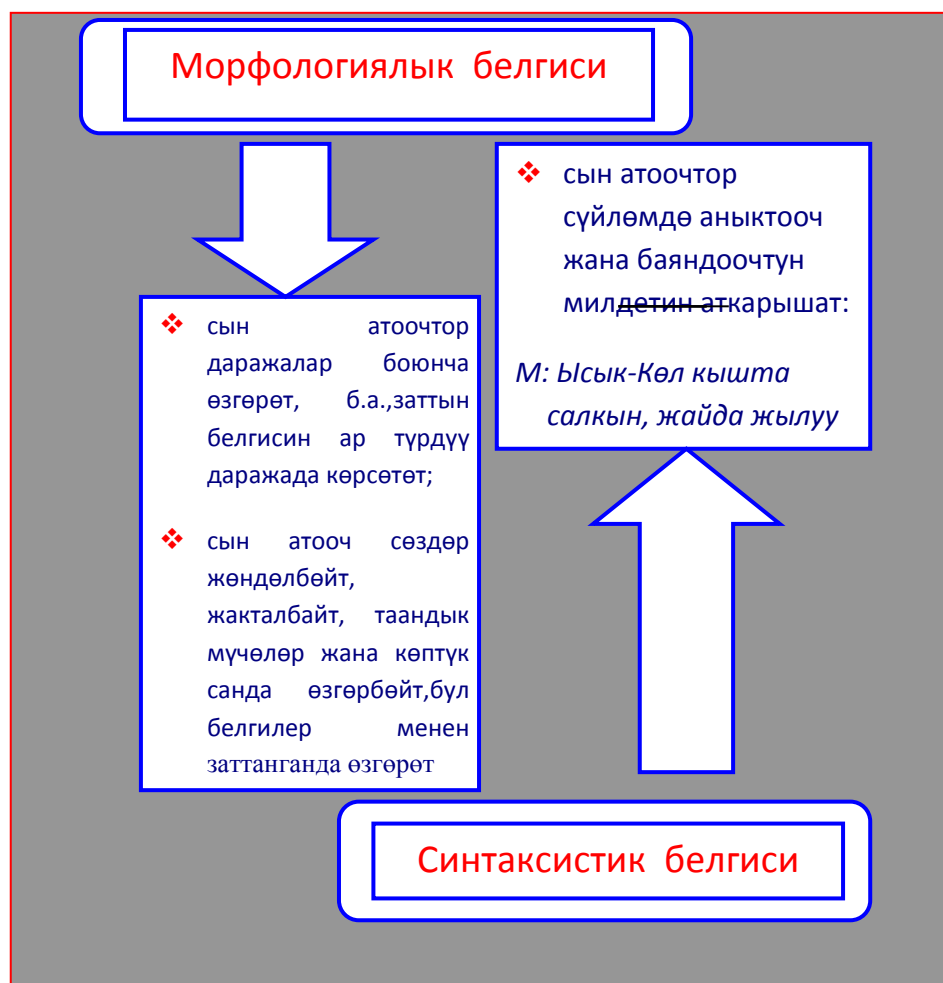 Морфологиялык белгиси
сын атоочтор
даражалар боюнча
өзгөрөт, б.а.,заттын
белгисин ар түрдүү
даражада көрсөтөт;
сын атооч сөздөр
жөндөлбөйт,
жакталбайт, таандык
мүчөлөр жана көптүк
санда өзгөрбөйт,бул
белгилер менен
заттанганда өзгөрөт
сын атоочтор
сүйлөмдө аныктооч
жана баяндоочтун
милдетин аткарышат:
М: Ысык-Көл кышта
салкын, жайда жылуу
Синтаксистик белгиси